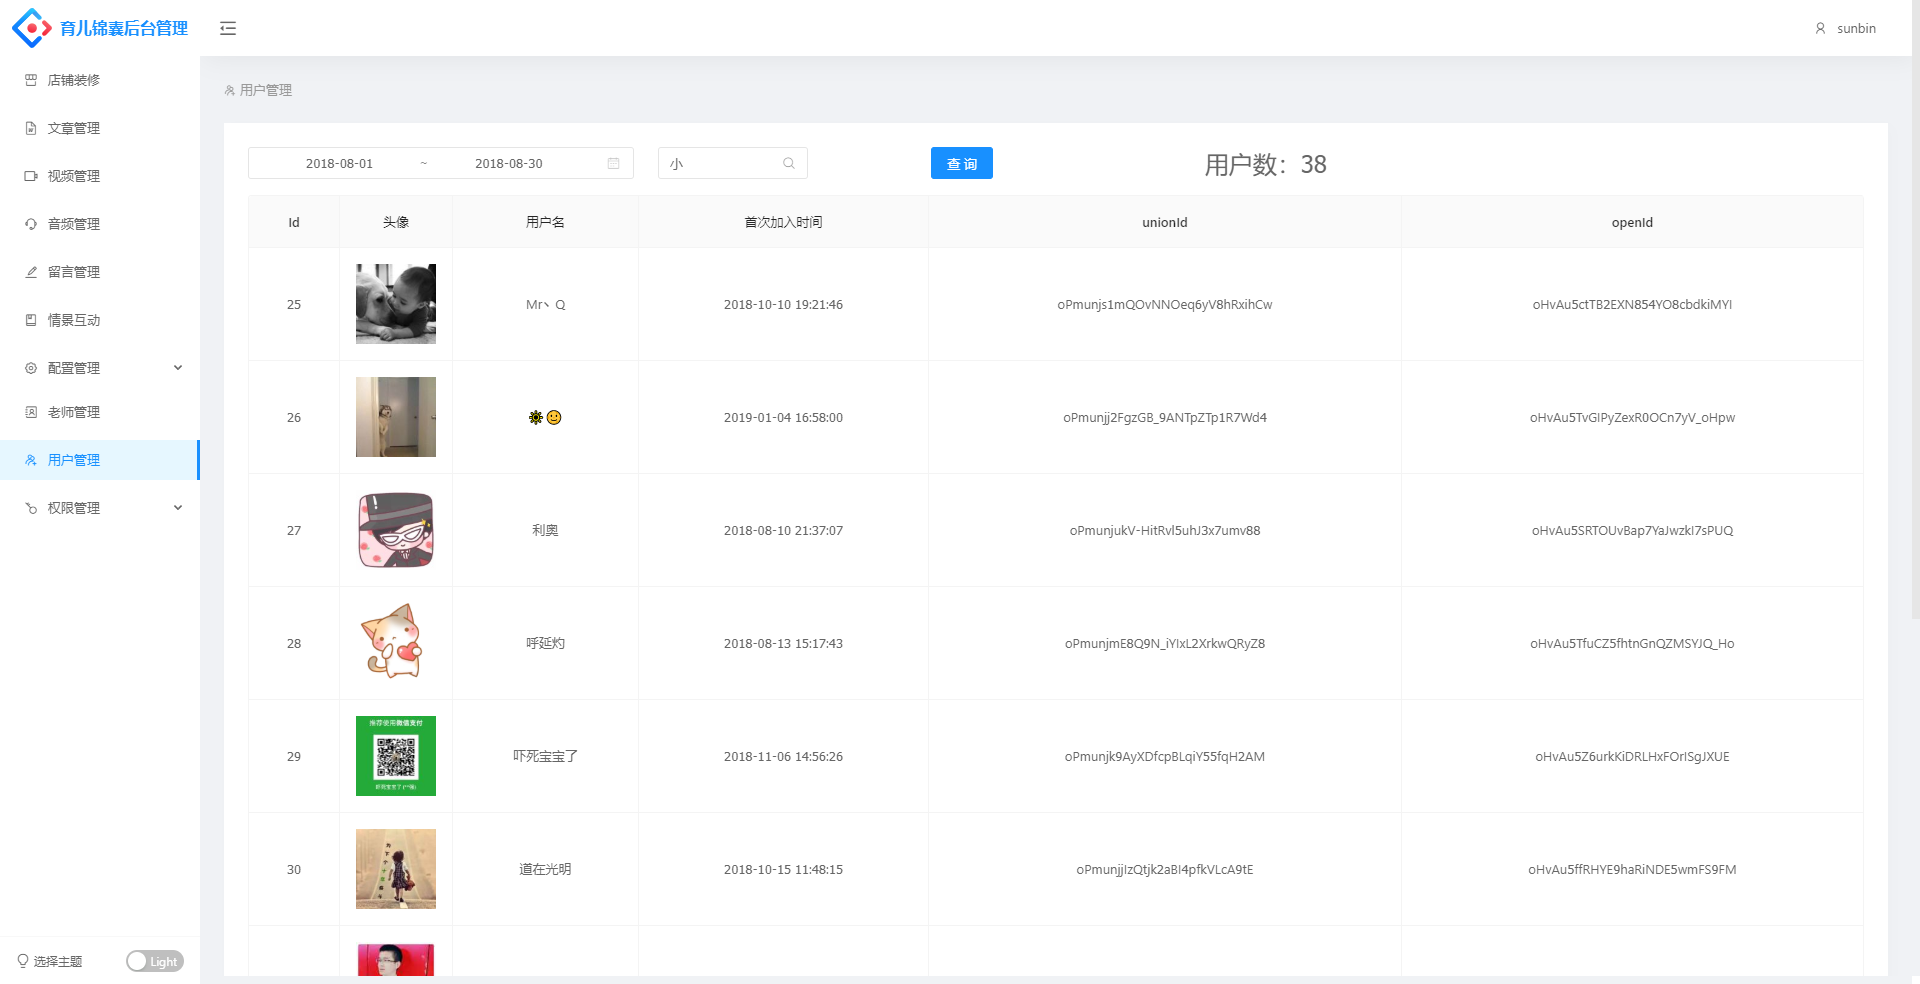 育儿锦囊后台管理
sunbin
店铺装修
文章管理
视频管理
音频管理
留言管理
情景互动
配置管理
老师管理
用户管理
权限管理
选择主题
Light
用户管理
2018-08-01 ~ 2018-08-30
小
查 询
用户数：38
Id 头像 用户名 首次加入时间 unionId openId
25 Mr丶Q 2018-10-10 19:21:46 oPmunjs1mQOvNNOeq6yV8hRxihCw oHvAu5ctTB2EXN854YO8cbdkiMYI
26 🌞🙂 2019-01-04 16:58:00 oPmunjj2FgzGB_9ANTpZTp1R7Wd4 oHvAu5TvGIPyZexR0OCn7yV_oHpw
27 利奥 2018-08-10 21:37:07 oPmunjukV-HitRvl5uhJ3x7umv88 oHvAu5SRTOUvBap7YaJwzkI7sPUQ
28 呼延灼 2018-08-13 15:17:43 oPmunjmE8Q9N_iYIxL2XrkwQRyZ8 oHvAu5TfuCZ5fhtnGnQZMSYJQ_Ho
推荐使用微信支付
29 吓死宝宝了 2018-11-06 14:56:26 oPmunjk9AyXDfcpBLqiY55fqH2AM oHvAu5Z6urkKiDRLHxFOrISgJXUE
30 道在光明 2018-10-15 11:48:15 oPmunjjIzQtjk2aBI4pfkVLcA9tE oHvAu5ffRHYE9haRiNDE5wmFS9FM